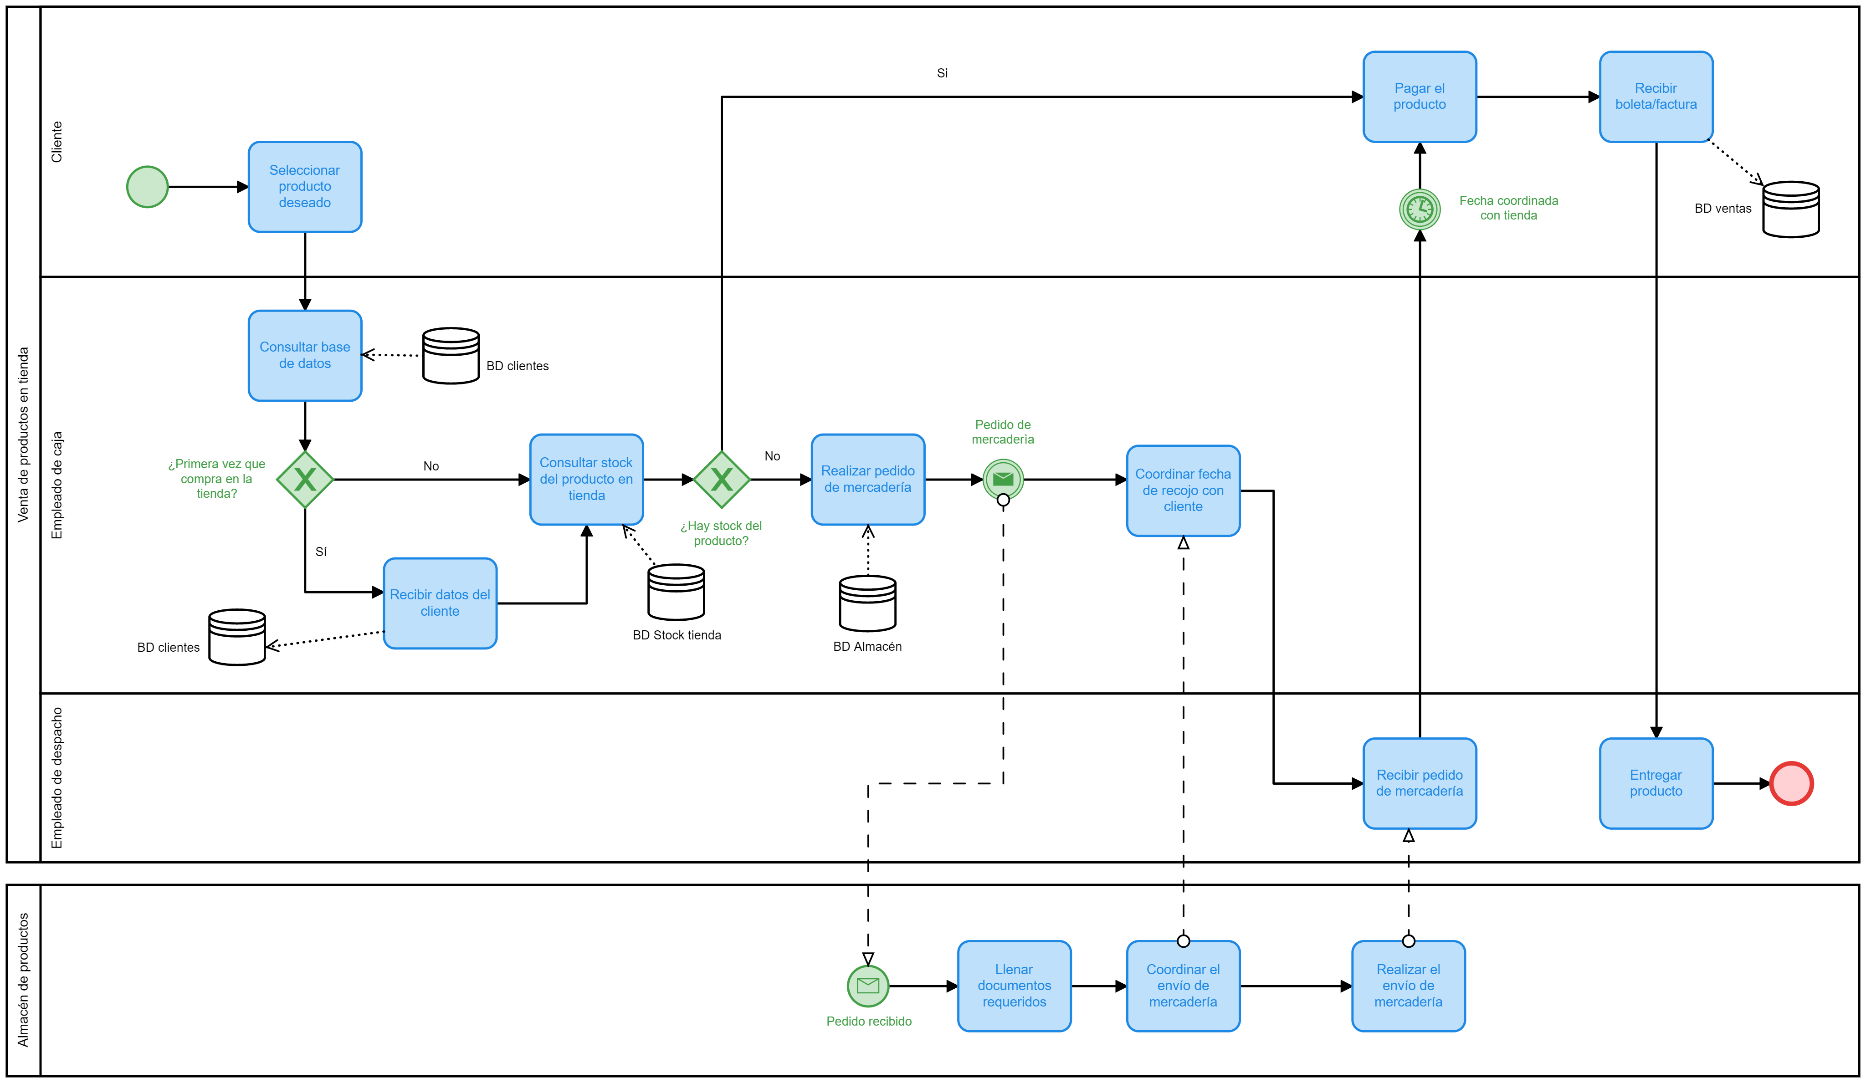 Venta de productos en tienda
Cliente
Seleccionar
producto
deseado
Si
Pagar el
producto
Recibir
boleta/factura
Fecha coordinada
con tienda
BD ventas
Empleado de caja
Consultar base
de datos
BD clientes
¿Primera vez que
compra en la
tienda?
No
Sí
Recibir datos del
cliente
BD clientes
Consultar stock
del producto en
tienda
BD Stock tienda
¿Hay stock del
producto?
No
Realizar pedido
de mercadería
BD Almacén
Pedido de
mercadería
Coordinar fecha
de recojo con
cliente
Empleado de despacho
Recibir pedido
de mercadería
Entregar
producto
Almacén de productos
Pedido recibido
Llenar
documentos
requeridos
Coordinar el
envío de
mercadería
Realizar el
envío de
mercadería